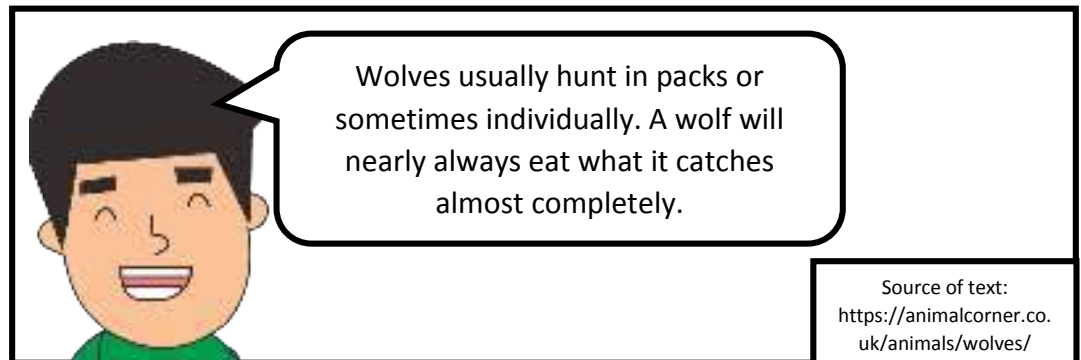 Wolves usually hunt in packs or
sometimes individually. A wolf will
nearly always eat what it catches
almost completely.
Source of text:
https://animalcorner.co.
uk/animals/wolves/